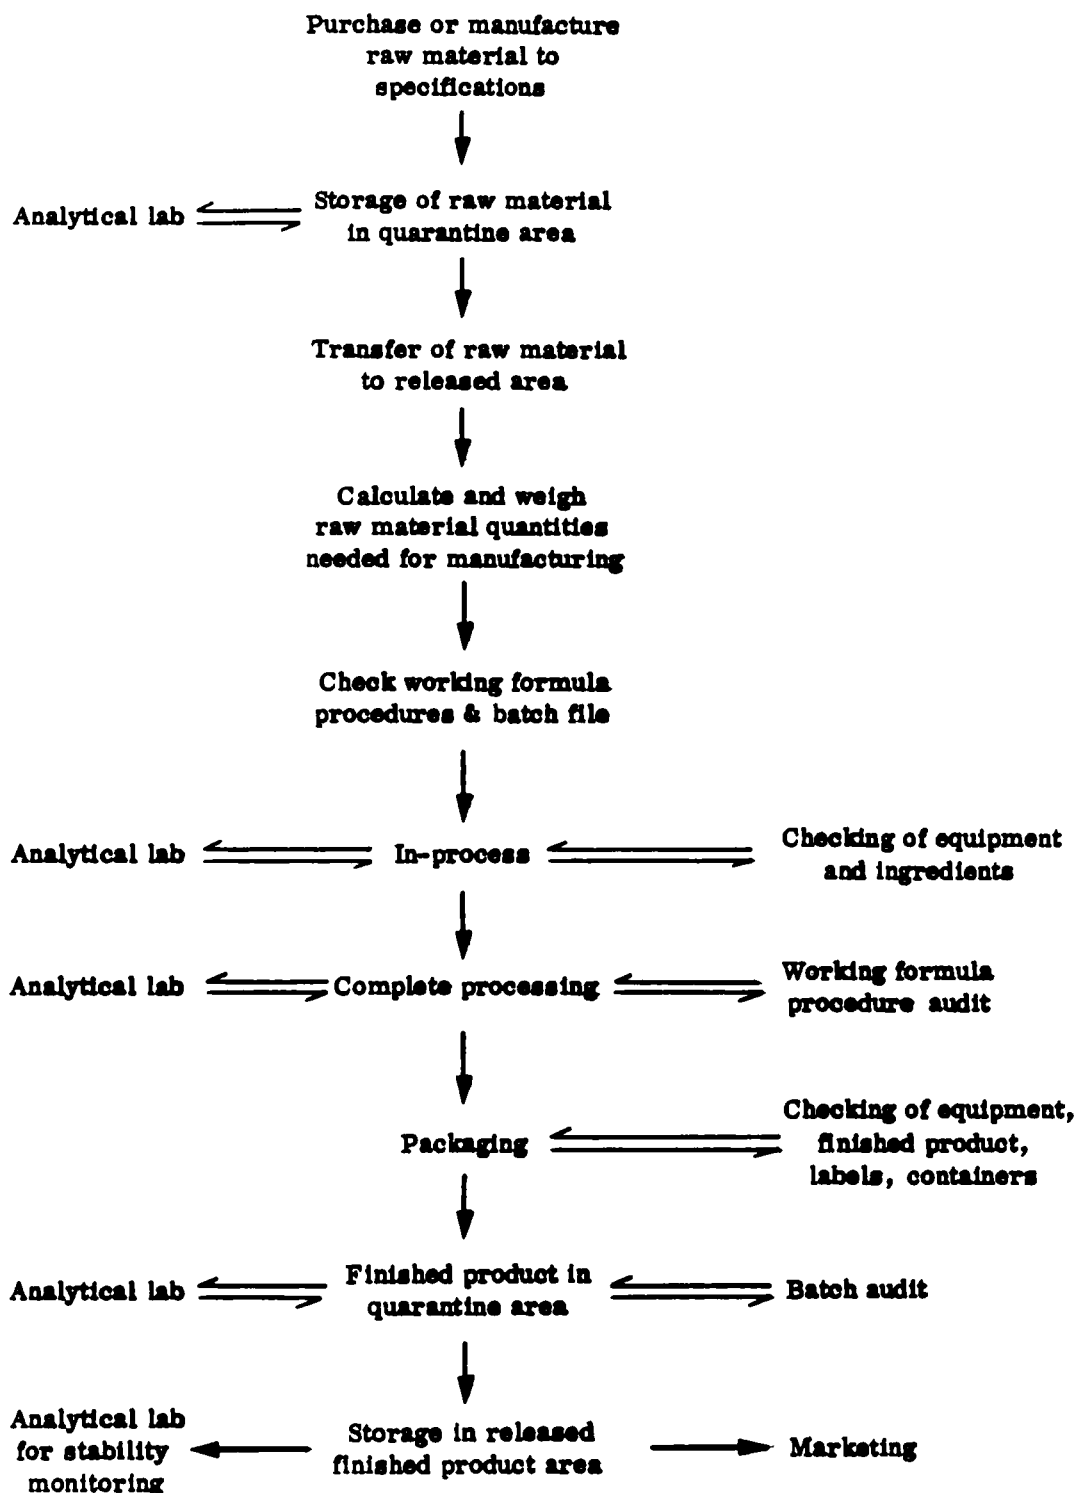 Purchase or manufacture
raw material to
specifications
Analytical lab
Storage of raw material
in quarantine area
Transfer of raw material
to released area
Calculate and weigh
raw material quantities
needed for manufacturing
Check working formula
procedures & batch file
Analytical lab
In-process
Checking of equipment
and ingredients
Analytical lab
Complete processing
Working formula
procedure audit
Packaging
Checking of equipment,
finished product,
labels, containers
Analytical lab
Finished product in
quarantine area
Batch audit
Analytical lab
for stability
monitoring
Storage in released
finished product area
Marketing